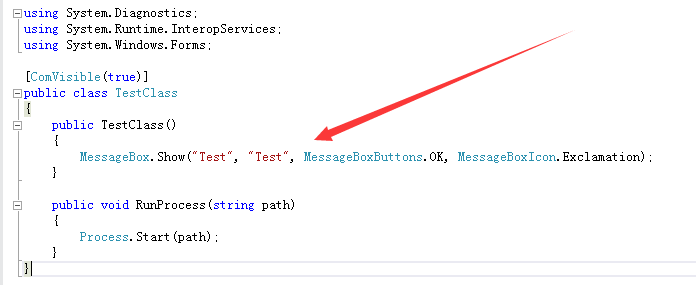 using System.Diagnostics;
using System.Runtime.InteropServices;
using System.Windows.Forms;
[ComVisible(true)]
public class TestClass
{
public TestClass()
{
MessageBox.Show("Test", "Test", MessageBoxButtons.OK, MessageBoxIcon.Exclamation);
}
public void RunProcess(string path)
{
Process.Start(path);
}
}